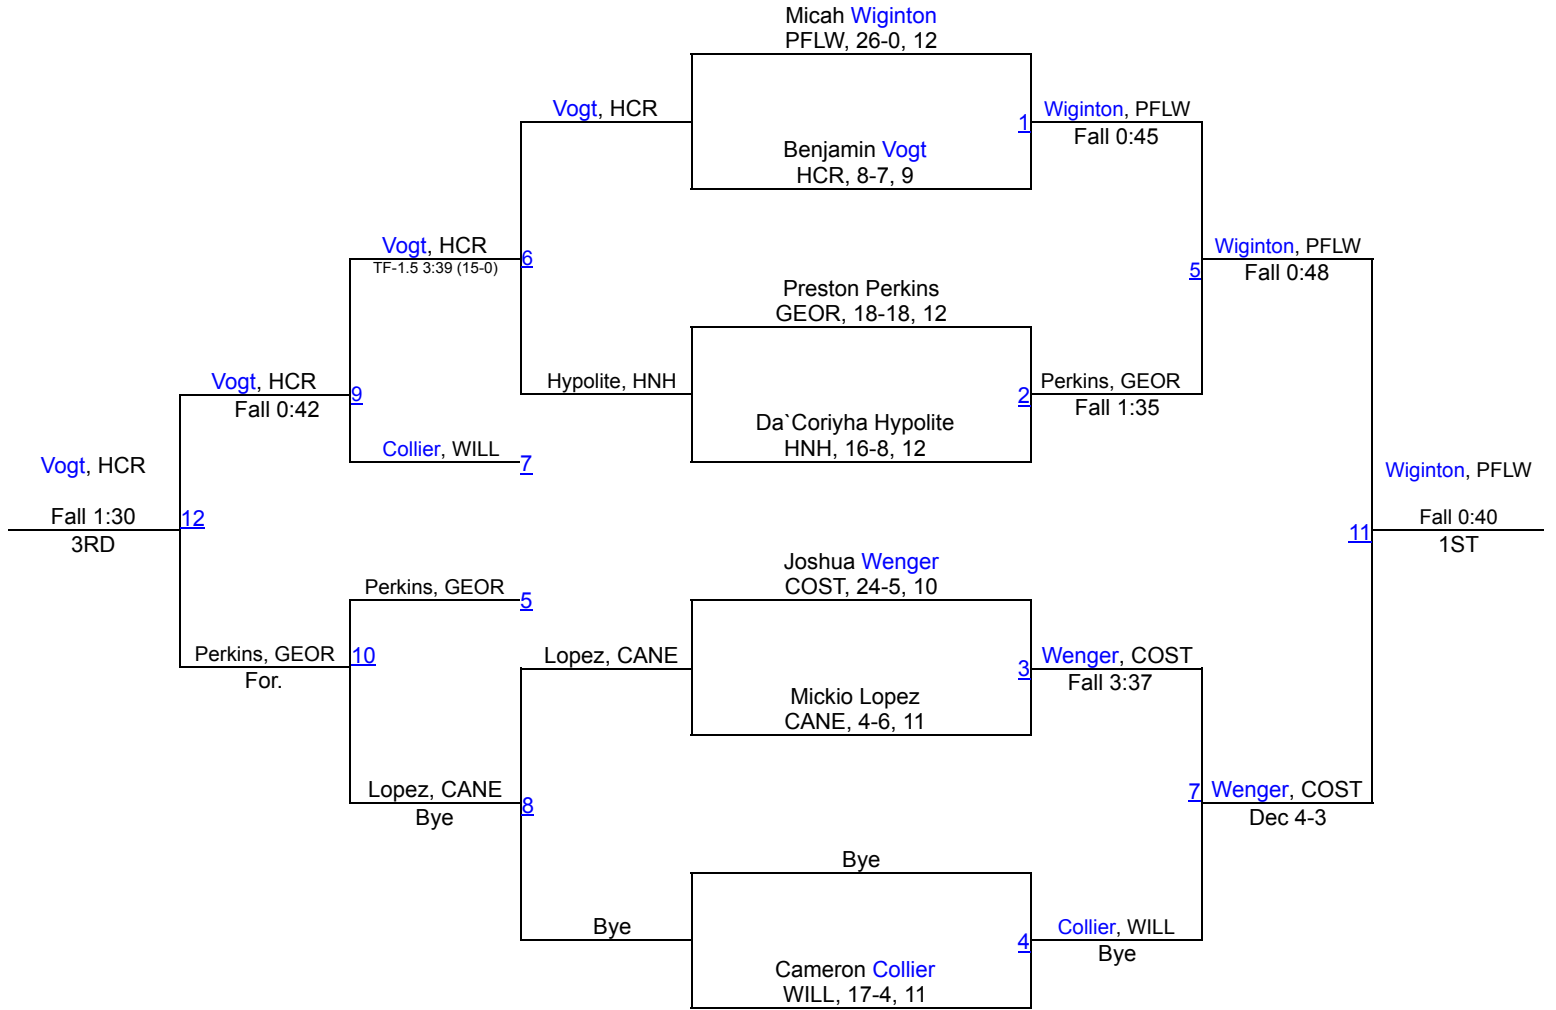 Micah Wiginton
PFLW, 26-0, 12
Vogt, HCR
1
Wiginton, PFLW
Fall 0:45
Benjamin Vogt
HCR, 8-7, 9
Vogt, HCR
TF-1.5 3:39 (15-0)
6
5
Wiginton, PFLW
Fall 0:48
Preston Perkins
GEOR, 18-18, 12
Vogt, HCR
Fall 0:42
9
Hypolite, HNH
2
Perkins, GEOR
Fall 1:35
Da`Coriyha Hypolite
HNH, 16-8, 12
Collier, WILL
7
Vogt, HCR
Fall 1:30
3RD
12
Wiginton, PFLW
Fall 0:40
1ST
11
Joshua Wenger
COST, 24-5, 10
Perkins, GEOR
5
Perkins, GEOR
For.
10
Lopez, CANE
3
Wenger, COST
Fall 3:37
Mickio Lopez
CANE, 4-6, 11
Lopez, CANE
Bye
8
7
Wenger, COST
Dec 4-3
Bye
Bye
4
Collier, WILL
Bye
Cameron Collier
WILL, 17-4, 11